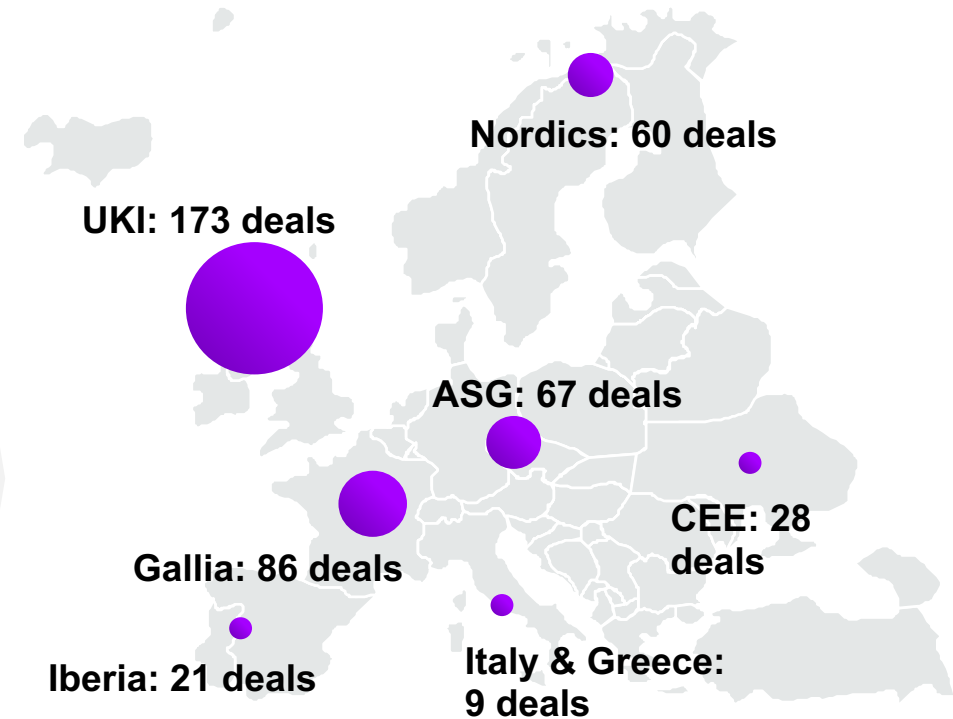 Nordics: 60 deals
UKI: 173 deals
ASG: 67 deals
CEE: 28
deals
Gallia: 86 deals
Italy & Greece:
9 deals
Iberia: 21 deals